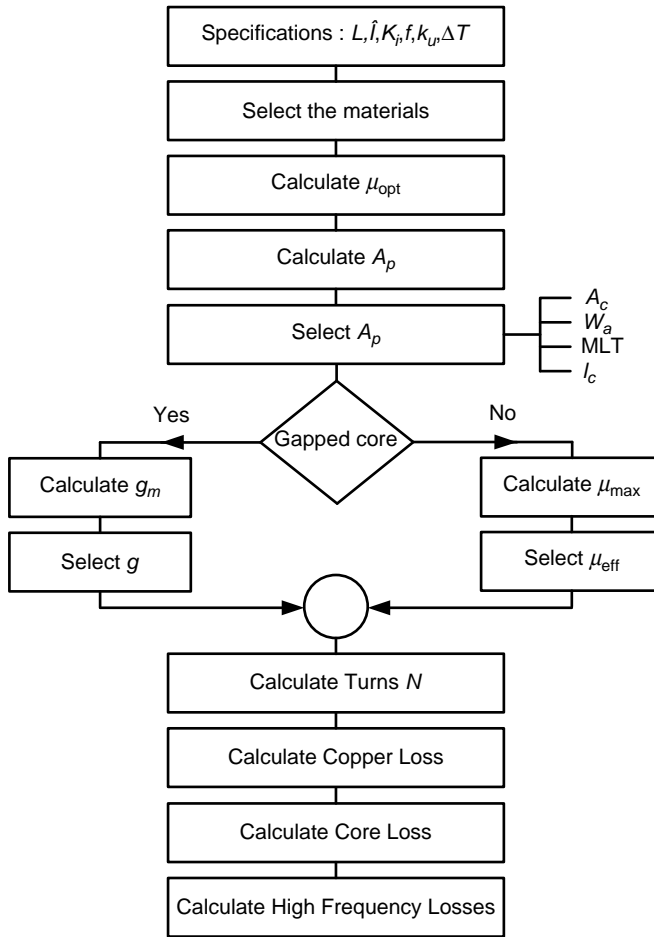 Specifications : L,Î,Kᵢ,f,kᵤ,ΔT
Select the materials
Calculate μ_opt
Calculate A_p
Select A_p
A_c
W_a
MLT
l_c
Yes
Gapped core
No
Calculate g_m
Calculate μ_max
Select g
Select μ_eff
Calculate Turns N
Calculate Copper Loss
Calculate Core Loss
Calculate High Frequency Losses